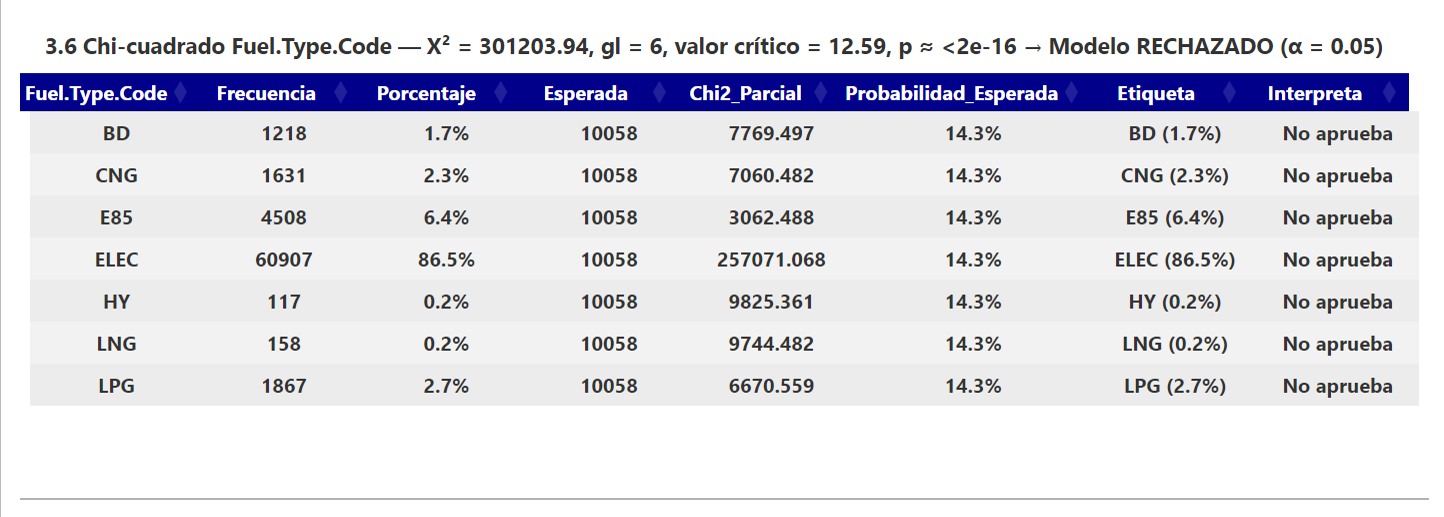 3.6 Chi-cuadrado Fuel.Type.Code — X² = 301203.94, gl = 6, valor crítico = 12.59, p ≈ <2e-16 → Modelo RECHAZADO (α = 0.05)
Fuel.Type.Code Frecuencia Porcentaje Esperada Chi2_Parcial Probabilidad_Esperada Etiqueta Interpreta
BD 1218 1.7% 10058 7769.497 14.3% BD (1.7%) No aprueba
CNG 1631 2.3% 10058 7060.482 14.3% CNG (2.3%) No aprueba
E85 4508 6.4% 10058 3062.488 14.3% E85 (6.4%) No aprueba
ELEC 60907 86.5% 10058 257071.068 14.3% ELEC (86.5%) No aprueba
HY 117 0.2% 10058 9825.361 14.3% HY (0.2%) No aprueba
LNG 158 0.2% 10058 9744.482 14.3% LNG (0.2%) No aprueba
LPG 1867 2.7% 10058 6670.559 14.3% LPG (2.7%) No aprueba